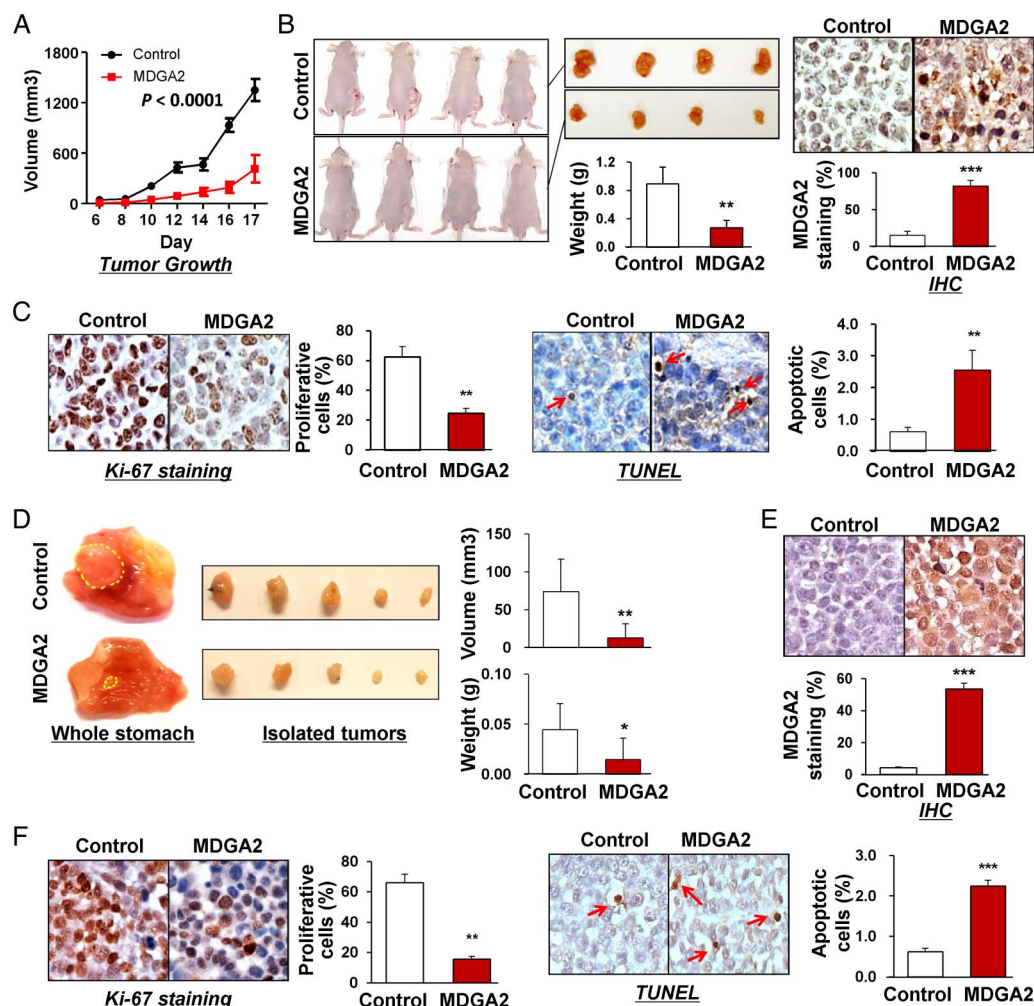 A
Volume (mm3)
1800
1200
600
0
Control
MDGA2
P < 0.0001
6 8 10 12 14 16 17
Day
Tumor Growth
B
Control
MDGA2
Weight (g)
1.2
0.8
0.4
0.0
**
Control MDGA2
Control MDGA2
MDGA2
staining (%)
100
50
0
***
Control MDGA2
IHC
C
Control MDGA2
Ki-67 staining
Proliferative
cells (%)
80
60
40
20
0
**
Control MDGA2
Control MDGA2
TUNEL
Apoptotic
cells (%)
4.0
3.0
2.0
1.0
0.0
**
Control MDGA2
D
Control
MDGA2
Whole stomach
Isolated tumors
Volume (mm3)
150
100
50
0
**
Weight (g)
0.10
0.05
0.00
*
Control MDGA2
E
Control MDGA2
MDGA2
staining (%)
60
40
20
0
***
Control MDGA2
IHC
F
Control MDGA2
Ki-67 staining
Proliferative
cells (%)
80
60
40
20
0
**
Control MDGA2
Control MDGA2
TUNEL
Apoptotic
cells (%)
3.0
2.0
1.0
0.0
***
Control MDGA2